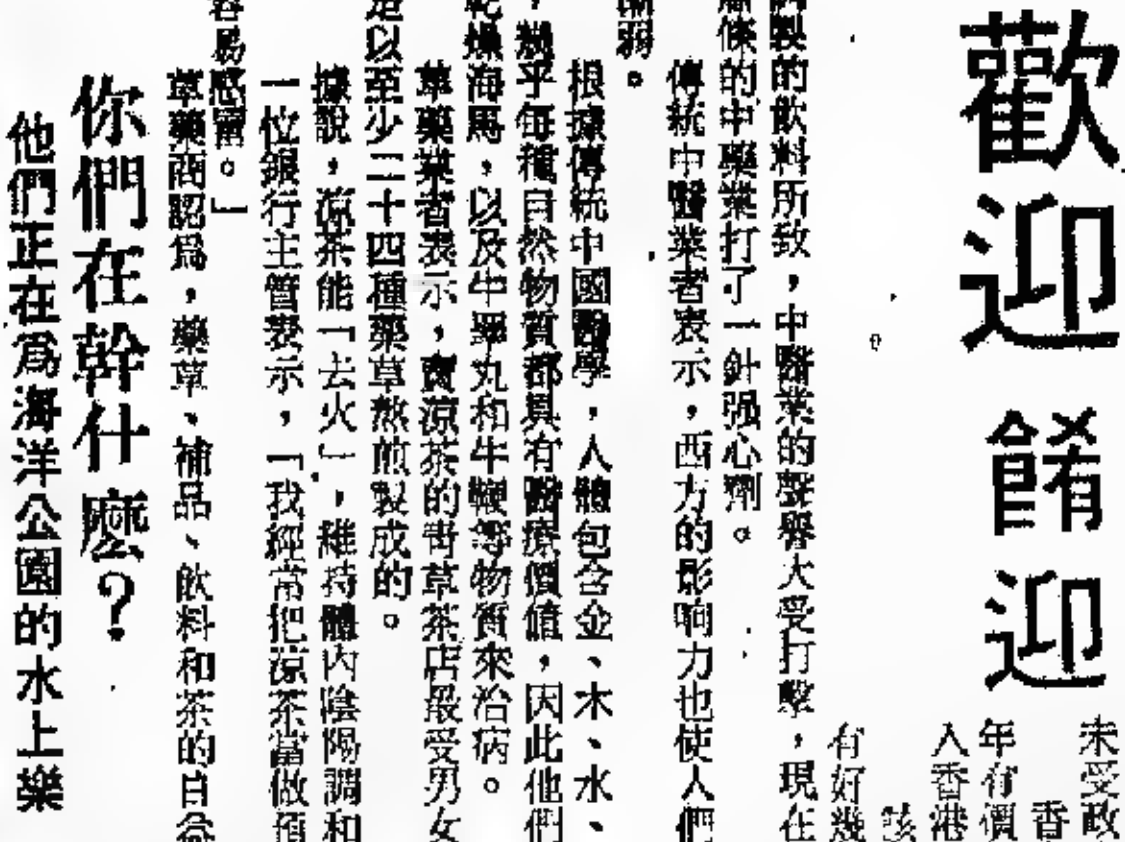 歡迎餚迎
未受政
香
年有價
入香港
該
有好幾
製的飲料所致，中醫業的聲譽大受打擊，現在
條的中藥業打了一針强心劑。
傳統中醫業者表示，西方的影响力也使人們
漸弱。
根據傳統中國醫學，人體包含金、木、水、
，幾乎每種自然物質都具有醫療價值，因此他們
乾燥海馬，以及牛睪丸和牛鞭等物質來治病。
草藥業者表示，賣涼茶的靑草茶店最受男女
是以至少二十四種藥草熬煎製成的。
據說，涼茶能「去火」，維持體內陰陽調和
一位銀行主管表示，「我經常把涼茶當做預
容易感冒。」
草藥商認爲，藥草、補品、飲料和茶的日益
你們在幹什麼？
他們正在爲海洋公園的水上樂